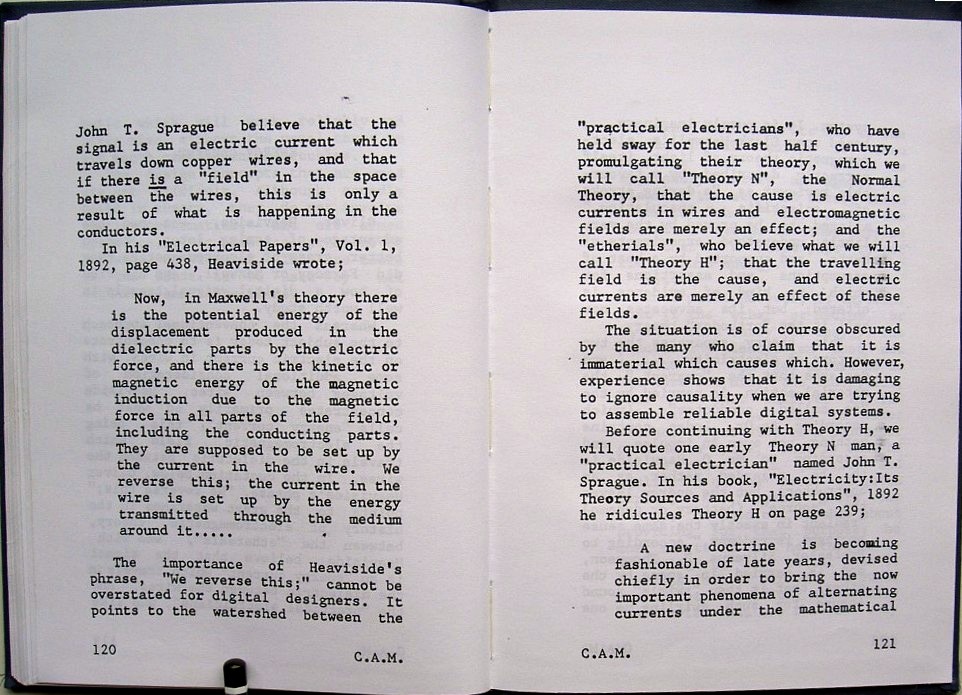 John T. Sprague believe that the
signal is an electric current which
travels down copper wires, and that
if there is a "field" in the space
between the wires, this is only a
result of what is happening in the
conductors.
In his "Electrical Papers", Vol. 1,
1892, page 438, Heaviside wrote;
Now, in Maxwell's theory there
is the potential energy of the
displacement produced in the
dielectric parts by the electric
force, and there is the kinetic or
magnetic energy of the magnetic
induction due to the magnetic
force in all parts of the field,
including the conducting parts.
They are supposed to be set up by
the current in the wire. We
reverse this; the current in the
wire is set up by the energy
transmitted through the medium
around it.....
The importance of Heaviside's
phrase, "We reverse this;" cannot be
overstated for digital designers. It
points to the watershed between the
120
C.A.M.
"practical electricians", who have
held sway for the last half century,
promulgating their theory, which we
will call "Theory N", the Normal
Theory, that the cause is electric
currents in wires and electromagnetic
fields are merely an effect; and the
"etherials", who believe what we will
call "Theory H"; that the travelling
field is the cause, and electric
currents are merely an effect of these
fields.
The situation is of course obscured
by the many who claim that it is
immaterial which causes which. However,
experience shows that it is damaging
to ignore causality when we are trying
to assemble reliable digital systems.
Before continuing with Theory H, we
will quote one early Theory N man, a
"practical electrician" named John T.
Sprague. In his book, "Electricity:Its
Theory Sources and Applications", 1892
he ridicules Theory H on page 239;
A new doctrine is becoming
fashionable of late years, devised
chiefly in order to bring the now
important phenomena of alternating
currents under the mathematical
C.A.M.
121